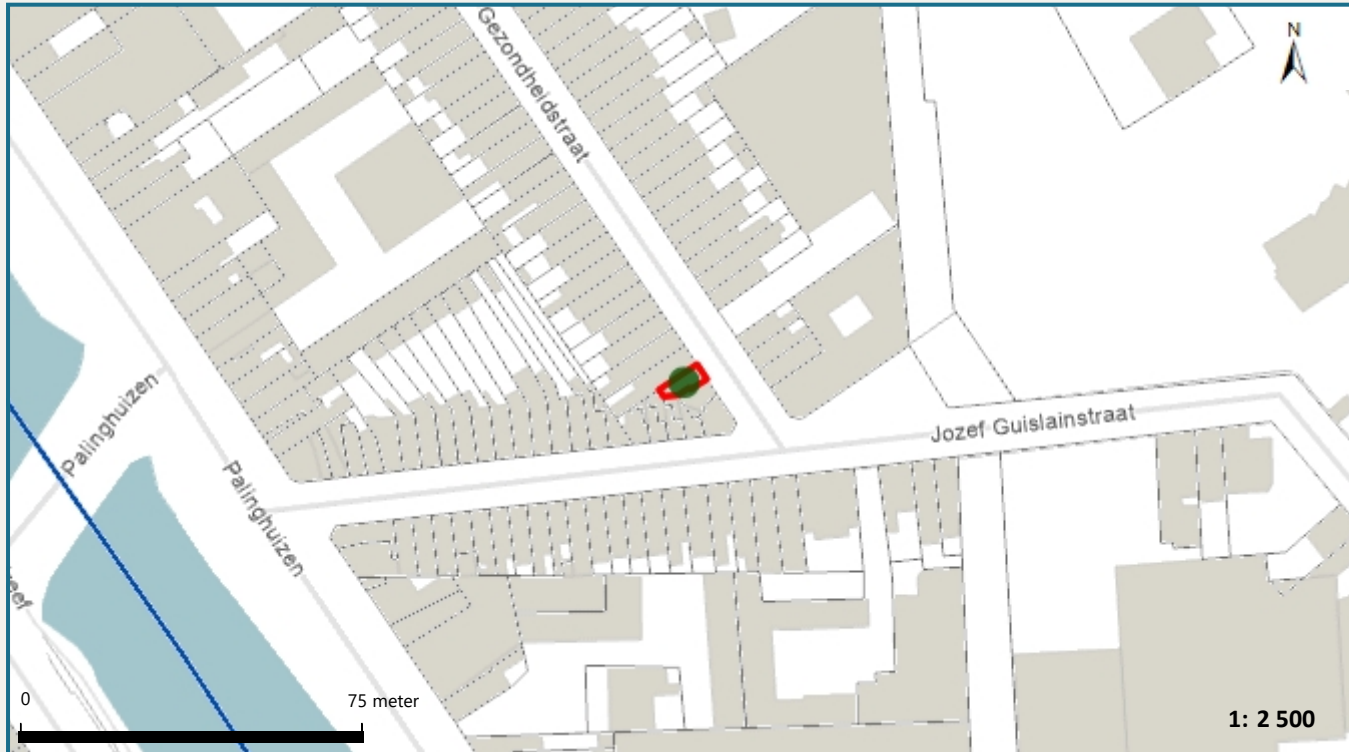 Gezondheidstraat
N
Jozef Guislainstraat
Palinghuizen
Palinghuizen
0
75 meter
1: 2 500